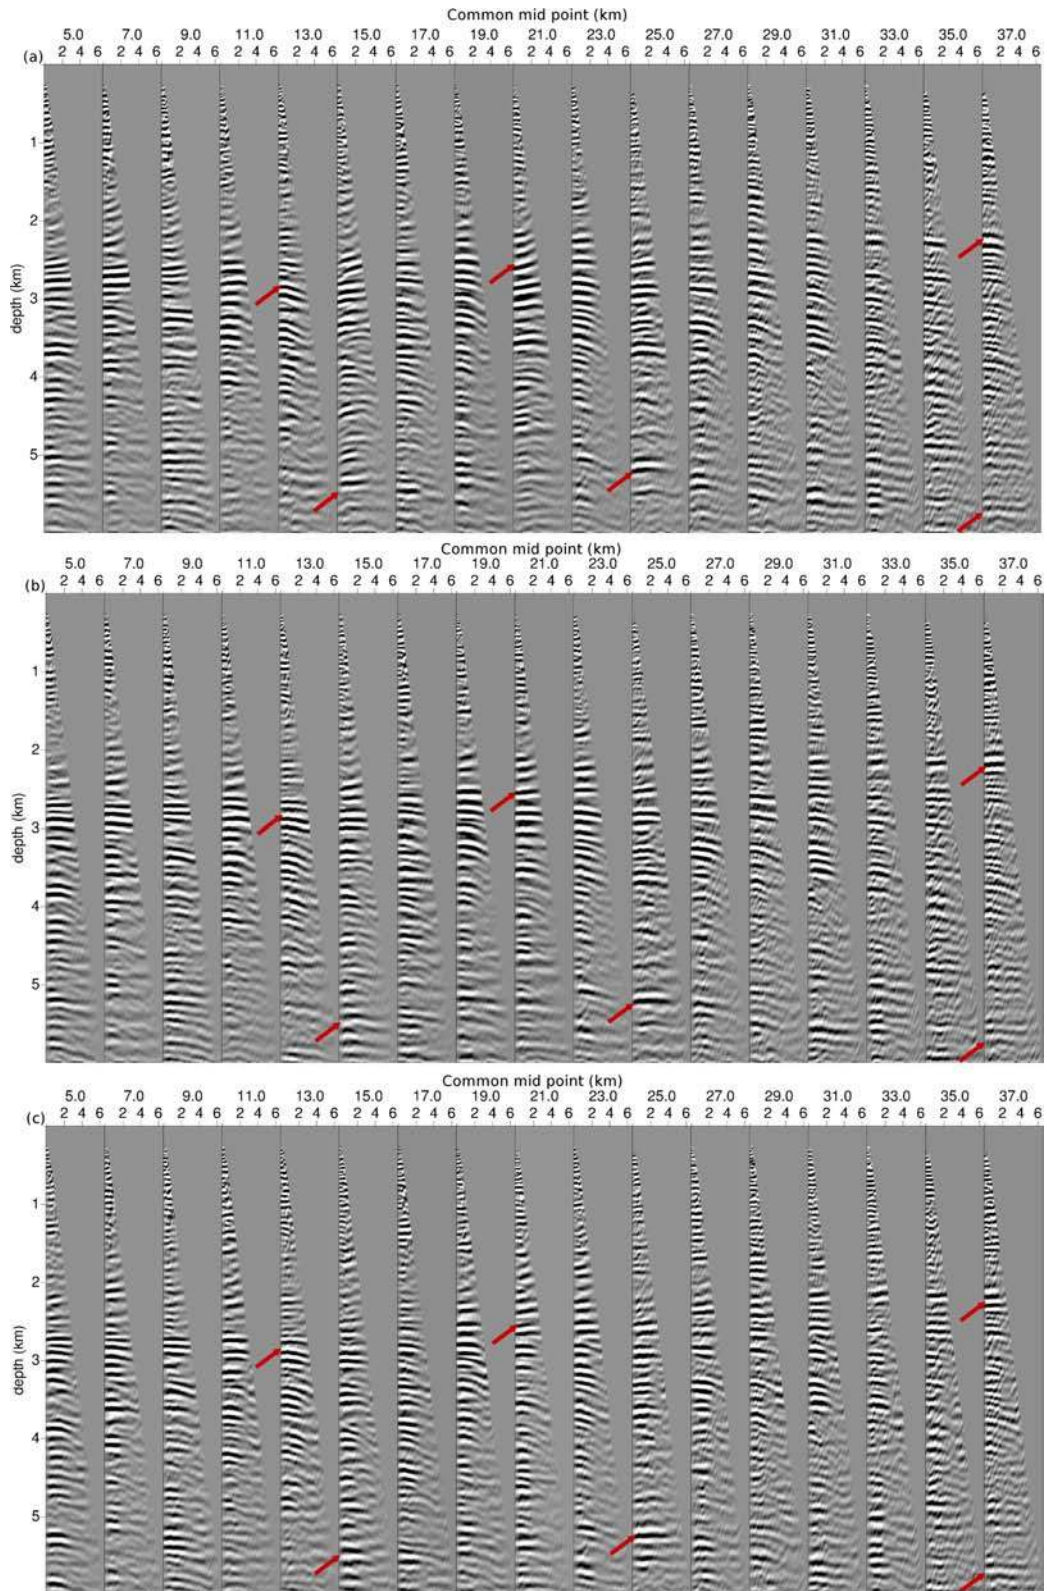 Common mid point (km)
5.0 7.0 9.0 11.0 13.0 15.0 17.0 19.0 21.0 23.0 25.0 27.0 29.0 31.0 33.0 35.0 37.0
(a) 2 4 6 2 4 6 2 4 6 2 4 6 2 4 6 2 4 6 2 4 6 2 4 6 2 4 6 2 4 6 2 4 6 2 4 6 2 4 6 2 4 6 2 4 6 2 4 6 2 4 6
1
2
depth (km)
3
4
5
Common mid point (km)
5.0 7.0 9.0 11.0 13.0 15.0 17.0 19.0 21.0 23.0 25.0 27.0 29.0 31.0 33.0 35.0 37.0
(b) 2 4 6 2 4 6 2 4 6 2 4 6 2 4 6 2 4 6 2 4 6 2 4 6 2 4 6 2 4 6 2 4 6 2 4 6 2 4 6 2 4 6 2 4 6 2 4 6 2 4 6
1
2
depth (km)
3
4
5
Common mid point (km)
5.0 7.0 9.0 11.0 13.0 15.0 17.0 19.0 21.0 23.0 25.0 27.0 29.0 31.0 33.0 35.0 37.0
(c) 2 4 6 2 4 6 2 4 6 2 4 6 2 4 6 2 4 6 2 4 6 2 4 6 2 4 6 2 4 6 2 4 6 2 4 6 2 4 6 2 4 6 2 4 6 2 4 6 2 4 6
1
2
depth (km)
3
4
5